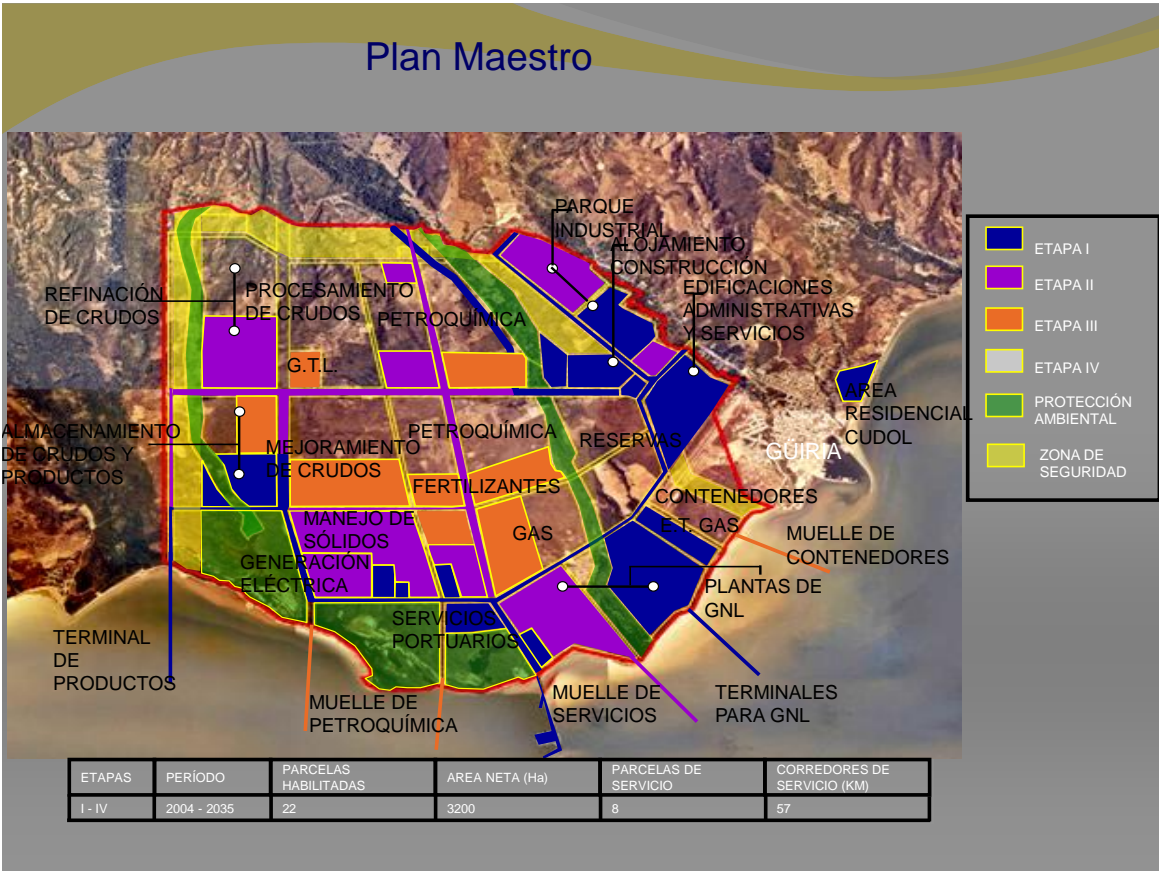 Plan Maestro
PARQUE
INDUSTRIAL
ALOJAMIENTO
CONSTRUCCIÓN
EDIFICACIONES
ADMINISTRATIVAS
Y SERVICIOS
REFINACIÓN
DE CRUDOS
PROCESAMIENTO
DE CRUDOS
PETROQUÍMICA
G.T.L.
AREA
RESIDENCIAL
CUDOL
GÜIRIA
ALMACENAMIENTO
DE CRUDOS Y
PRODUCTOS
MEJORAMIENTO
DE CRUDOS
PETROQUÍMICA
RESERVAS
FERTILIZANTES
CONTENEDORES
MANEJO DE
SÓLIDOS
GAS
E.T. GAS
MUELLE DE
CONTENEDORES
GENERACIÓN
ELÉCTRICA
PLANTAS DE
GNL
SERVICIOS
PORTUARIOS
TERMINAL
DE
PRODUCTOS
MUELLE DE
PETROQUÍMICA
MUELLE DE
SERVICIOS
TERMINALES
PARA GNL
ETAPA I
ETAPA II
ETAPA III
ETAPA IV
PROTECCIÓN
AMBIENTAL
ZONA DE
SEGURIDAD
ETAPAS PERÍODO PARCELAS HABILITADAS AREA NETA (Ha) PARCELAS DE SERVICIO CORREDORES DE SERVICIO (KM)
I - IV 2004 - 2035 22 3200 8 57